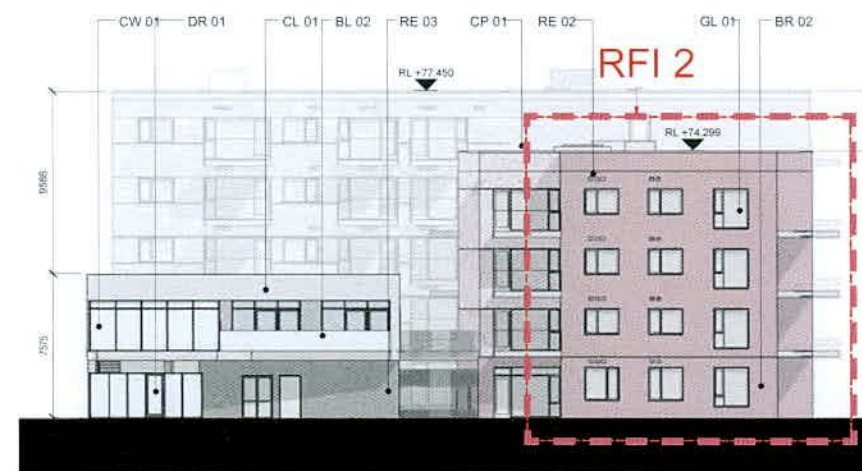 CW 01 DR 01 CL 01 BL 02 RE 03 CP 01 RE 02 GL 01 BR 02
RFI 2
RL +77.450
RL +74.299
9586
7575